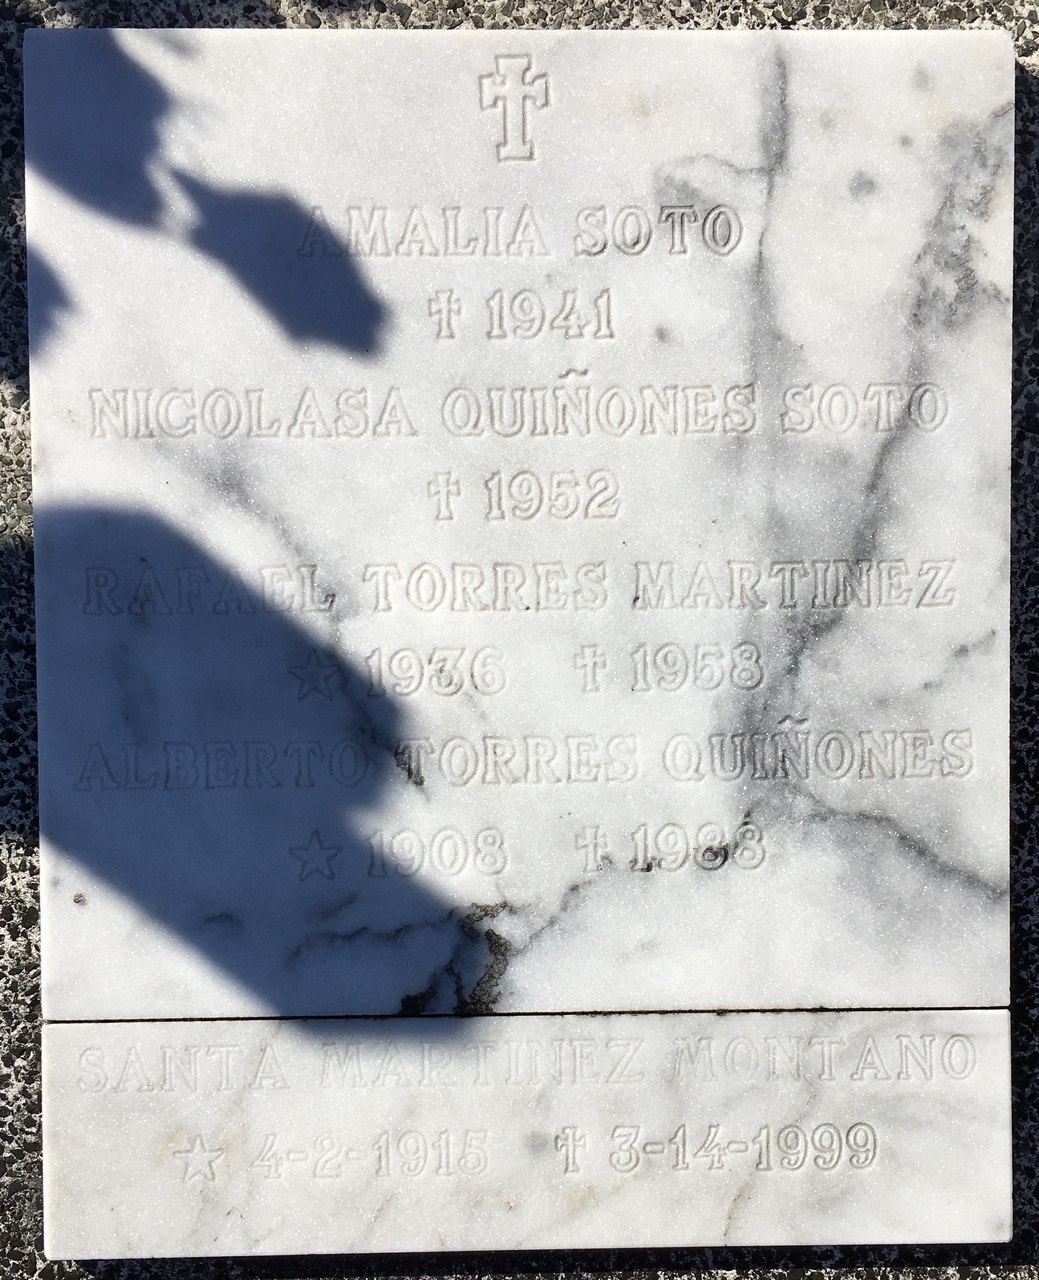 AMALIA SOTO
✝ 1941
NICOLASA QUIÑONES SOTO
✝ 1952
RAFAEL TORRES MARTINEZ
☆ 1936 ✝ 1958
ALBERTO TORRES QUIÑONES
☆ 1908 ✝ 1988
SANTA MARTINEZ MONTANO
☆ 4-2-1915 ✝ 3-14-1999